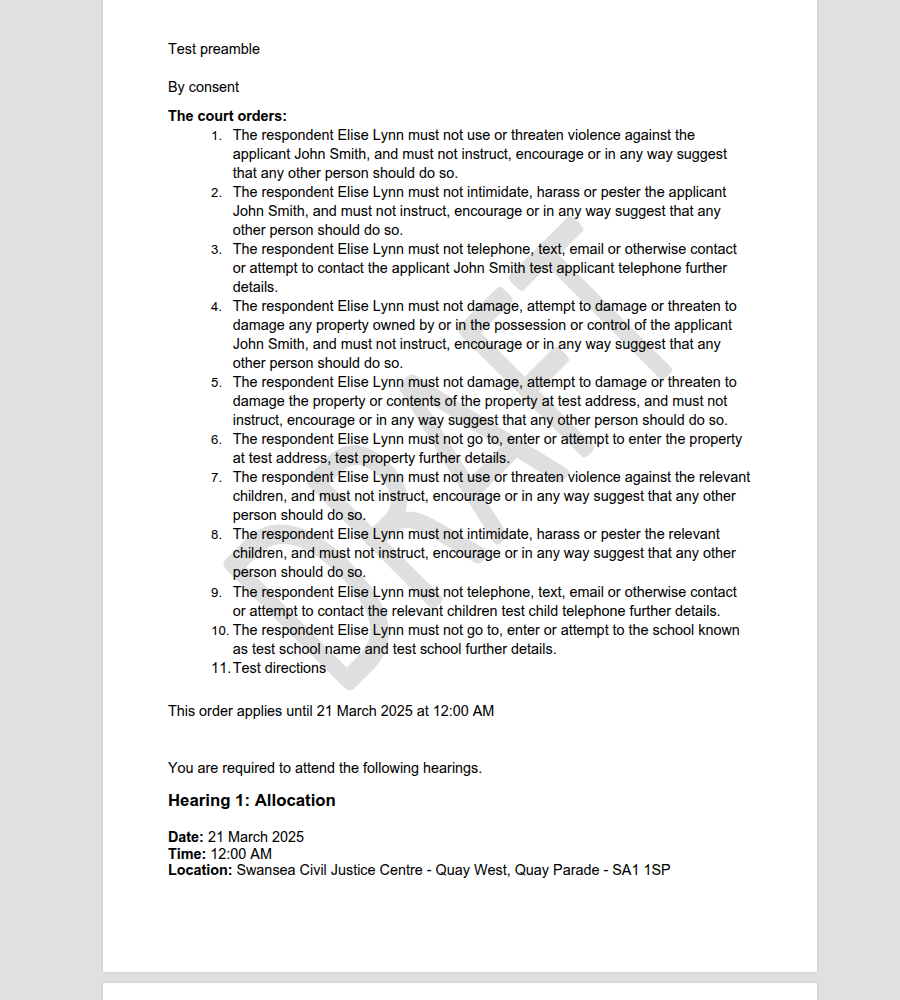 Test preamble
By consent
The court orders:
1. The respondent Elise Lynn must not use or threaten violence against the
applicant John Smith, and must not instruct, encourage or in any way suggest
that any other person should do so.
2. The respondent Elise Lynn must not intimidate, harass or pester the applicant
John Smith, and must not instruct, encourage or in any way suggest that any
other person should do so.
3. The respondent Elise Lynn must not telephone, text, email or otherwise contact
or attempt to contact the applicant John Smith test applicant telephone further
details.
4. The respondent Elise Lynn must not damage, attempt to damage or threaten to
damage any property owned by or in the possession or control of the applicant
John Smith, and must not instruct, encourage or in any way suggest that any
other person should do so.
5. The respondent Elise Lynn must not damage, attempt to damage or threaten to
damage the property or contents of the property at test address, and must not
instruct, encourage or in any way suggest that any other person should do so.
6. The respondent Elise Lynn must not go to, enter or attempt to enter the property
at test address, test property further details.
7. The respondent Elise Lynn must not use or threaten violence against the relevant
children, and must not instruct, encourage or in any way suggest that any other
person should do so.
8. The respondent Elise Lynn must not intimidate, harass or pester the relevant
children, and must not instruct, encourage or in any way suggest that any other
person should do so.
9. The respondent Elise Lynn must not telephone, text, email or otherwise contact
or attempt to contact the relevant children test child telephone further details.
10. The respondent Elise Lynn must not go to, enter or attempt to the school known
as test school name and test school further details.
11. Test directions
This order applies until 21 March 2025 at 12:00 AM
You are required to attend the following hearings.
Hearing 1: Allocation
Date: 21 March 2025
Time: 12:00 AM
Location: Swansea Civil Justice Centre - Quay West, Quay Parade - SA1 1SP
DRAFT